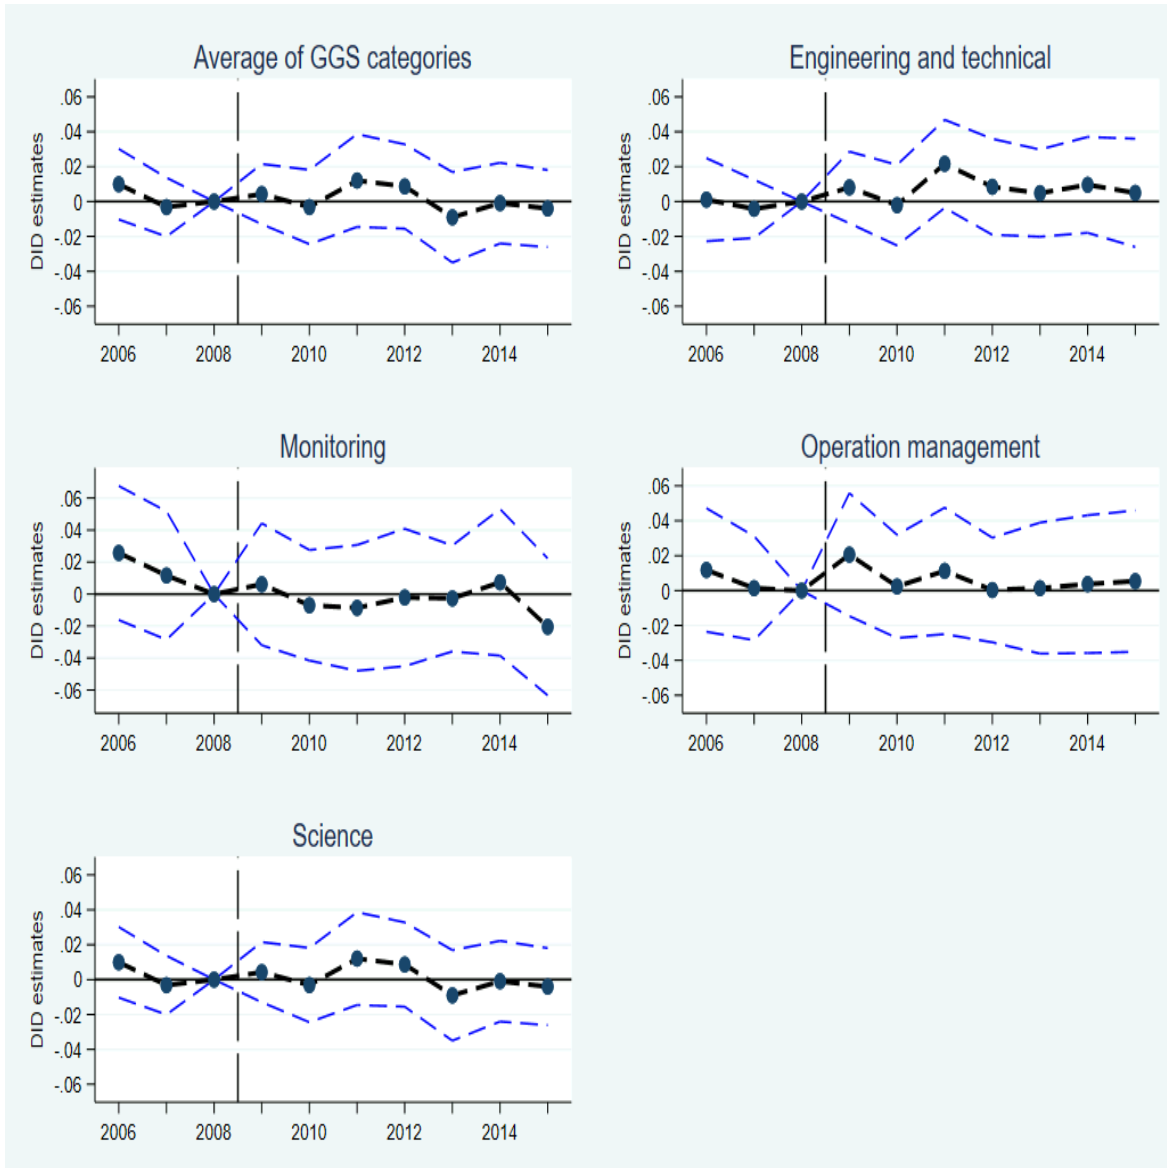 Average of GGS categories
DID estimates
.06
.04
.02
0
-.02
-.04
-.06
2006 2008 2010 2012 2014
Engineering and technical
DID estimates
.06
.04
.02
0
-.02
-.04
-.06
2006 2008 2010 2012 2014
Monitoring
DID estimates
.06
.04
.02
0
-.02
-.04
-.06
2006 2008 2010 2012 2014
Operation management
DID estimates
.06
.04
.02
0
-.02
-.04
-.06
2006 2008 2010 2012 2014
Science
DID estimates
.06
.04
.02
0
-.02
-.04
-.06
2006 2008 2010 2012 2014